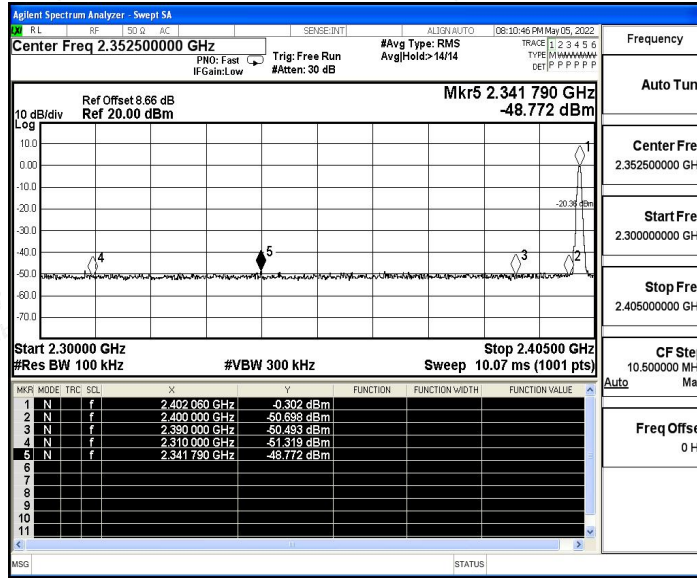 Agilent Spectrum Analyzer - Swept SA
LXI RL RF 50 Ω AC SENSE:INT ALIGN AUTO 08:10:46 PM May 05, 2022
Center Freq 2.352500000 GHz
PNO: Fast
IFGain:Low
Trig: Free Run
#Atten: 30 dB
#Avg Type: RMS
Avg|Hold:>14/14
TRACE 1 2 3 4 5 6
TYPE M WWWWW
DET P P P P P P
Ref Offset 8.66 dB
Ref 20.00 dBm
10 dB/div
Log
Mkr5 2.341 790 GHz
-48.772 dBm
10.0
0.00
-10.0
-20.0
-30.0
-40.0
-50.0
-60.0
-70.0
1
-20.36 dBm
4
5
3
2
Start 2.30000 GHz
Stop 2.40500 GHz
#Res BW 100 kHz
#VBW 300 kHz
Sweep 10.07 ms (1001 pts)
MKR MODE TRC SCL X Y FUNCTION FUNCTION WIDTH FUNCTION VALUE
1 N f 2.402 060 GHz -0.302 dBm
2 N f 2.400 000 GHz -50.698 dBm
3 N f 2.390 000 GHz -50.493 dBm
4 N f 2.310 000 GHz -51.319 dBm
5 N f 2.341 790 GHz -48.772 dBm
6
7
8
9
10
11
MSG
STATUS
Frequency
Auto Tun
Center Fre
2.352500000 GH
Start Fre
2.300000000 GH
Stop Fre
2.405000000 GH
CF Ste
10.500000 MH
Auto Ma
Freq Offse
0 H